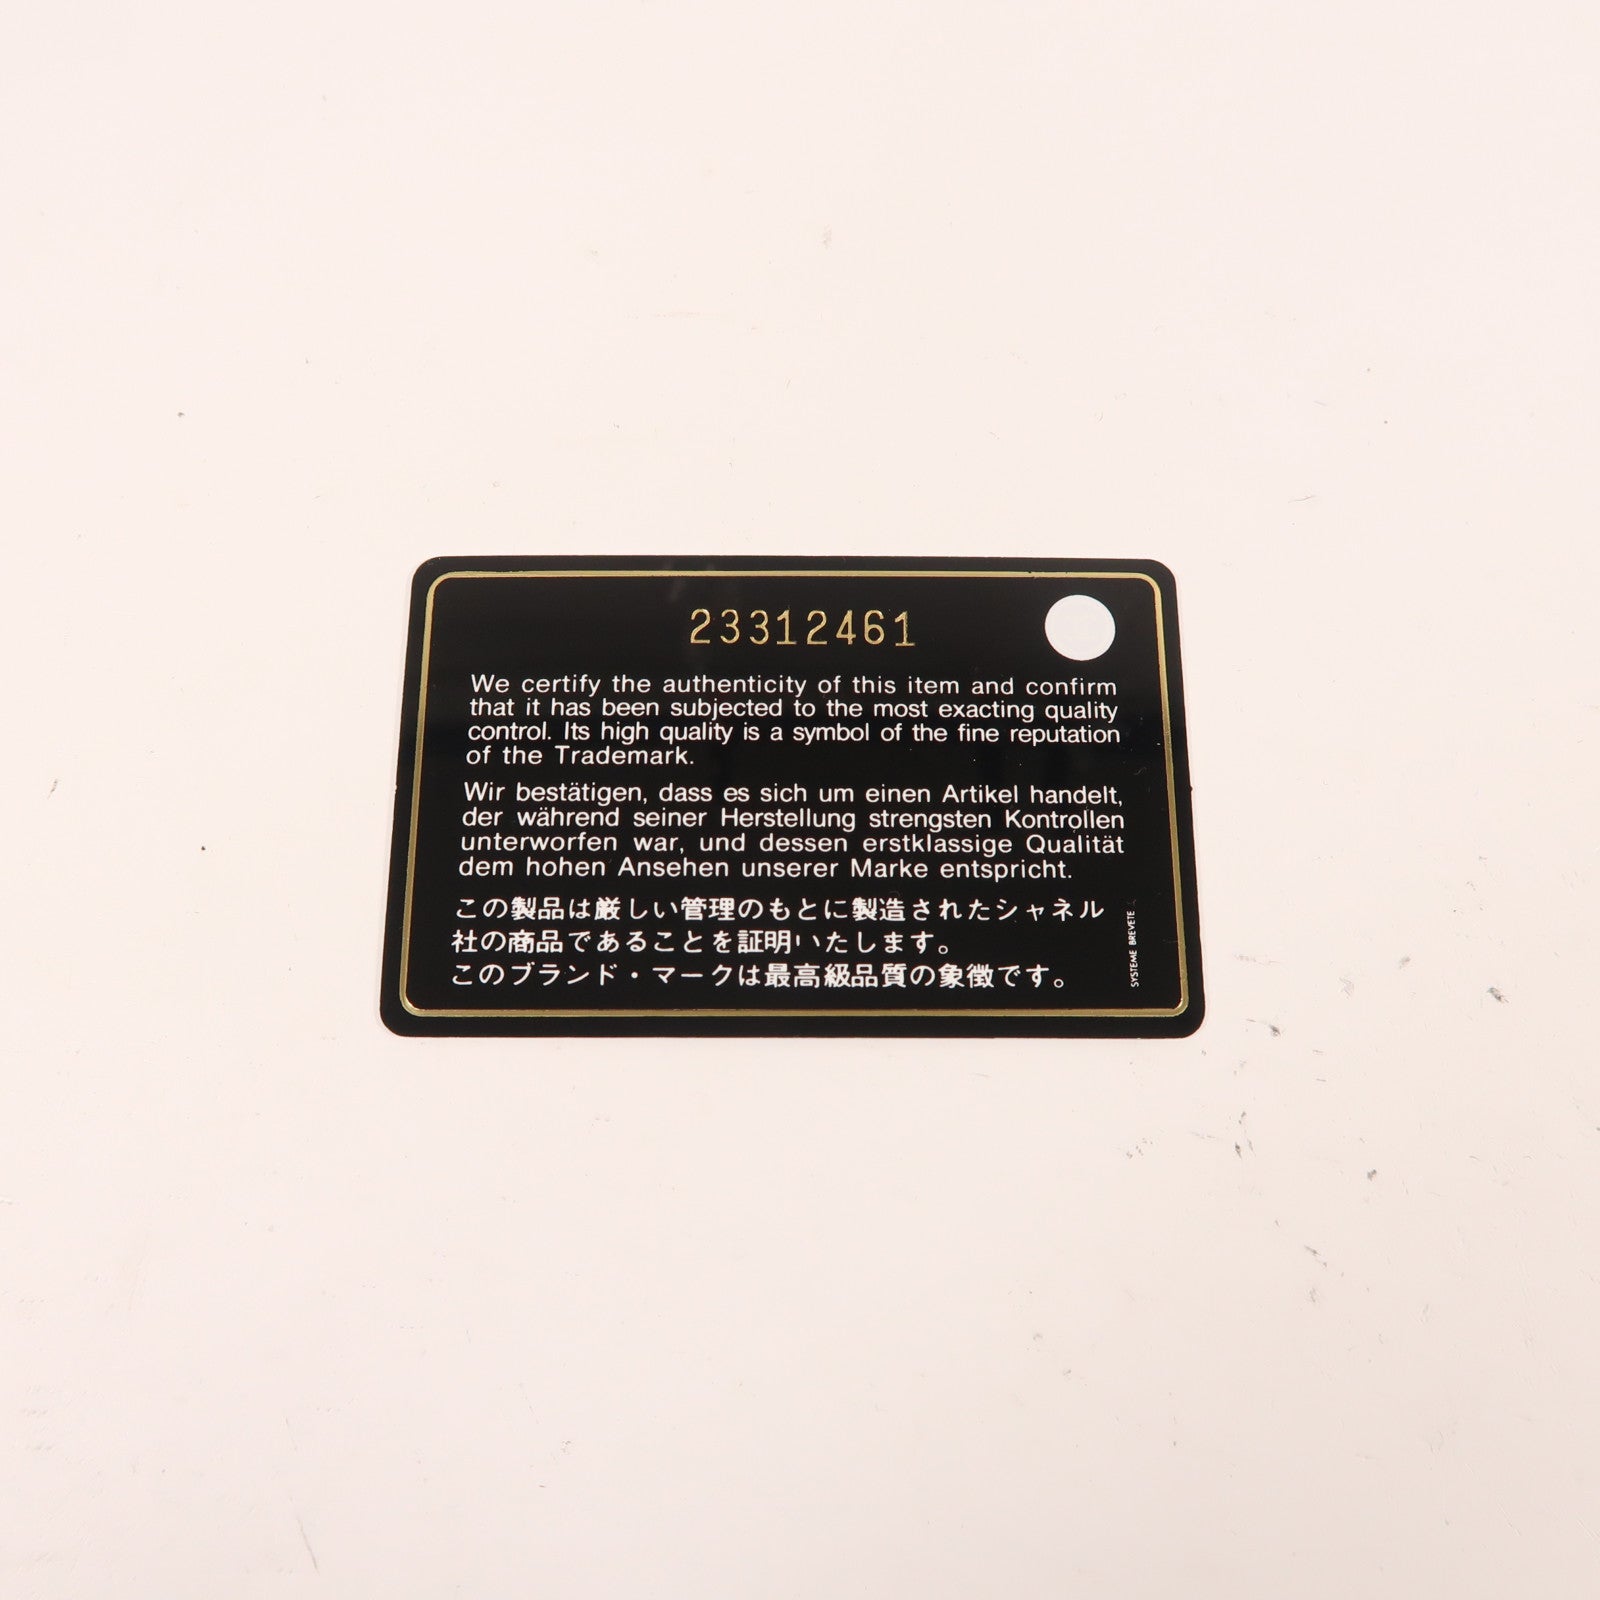 23312461
We certify the authenticity of this item and confirm
that it has been subjected to the most exacting quality
control. Its high quality is a symbol of the fine reputation
of the Trademark.
Wir bestätigen, dass es sich um einen Artikel handelt,
der während seiner Herstellung strengsten Kontrollen
unterworfen war, und dessen erstklassige Qualität
dem hohen Ansehen unserer Marke entspricht.
この製品は厳しい管理のもとに製造されたシャネル
社の商品であることを証明いたします。
このブランド・マークは最高級品質の象徴です。
SYSTEME BREVETE